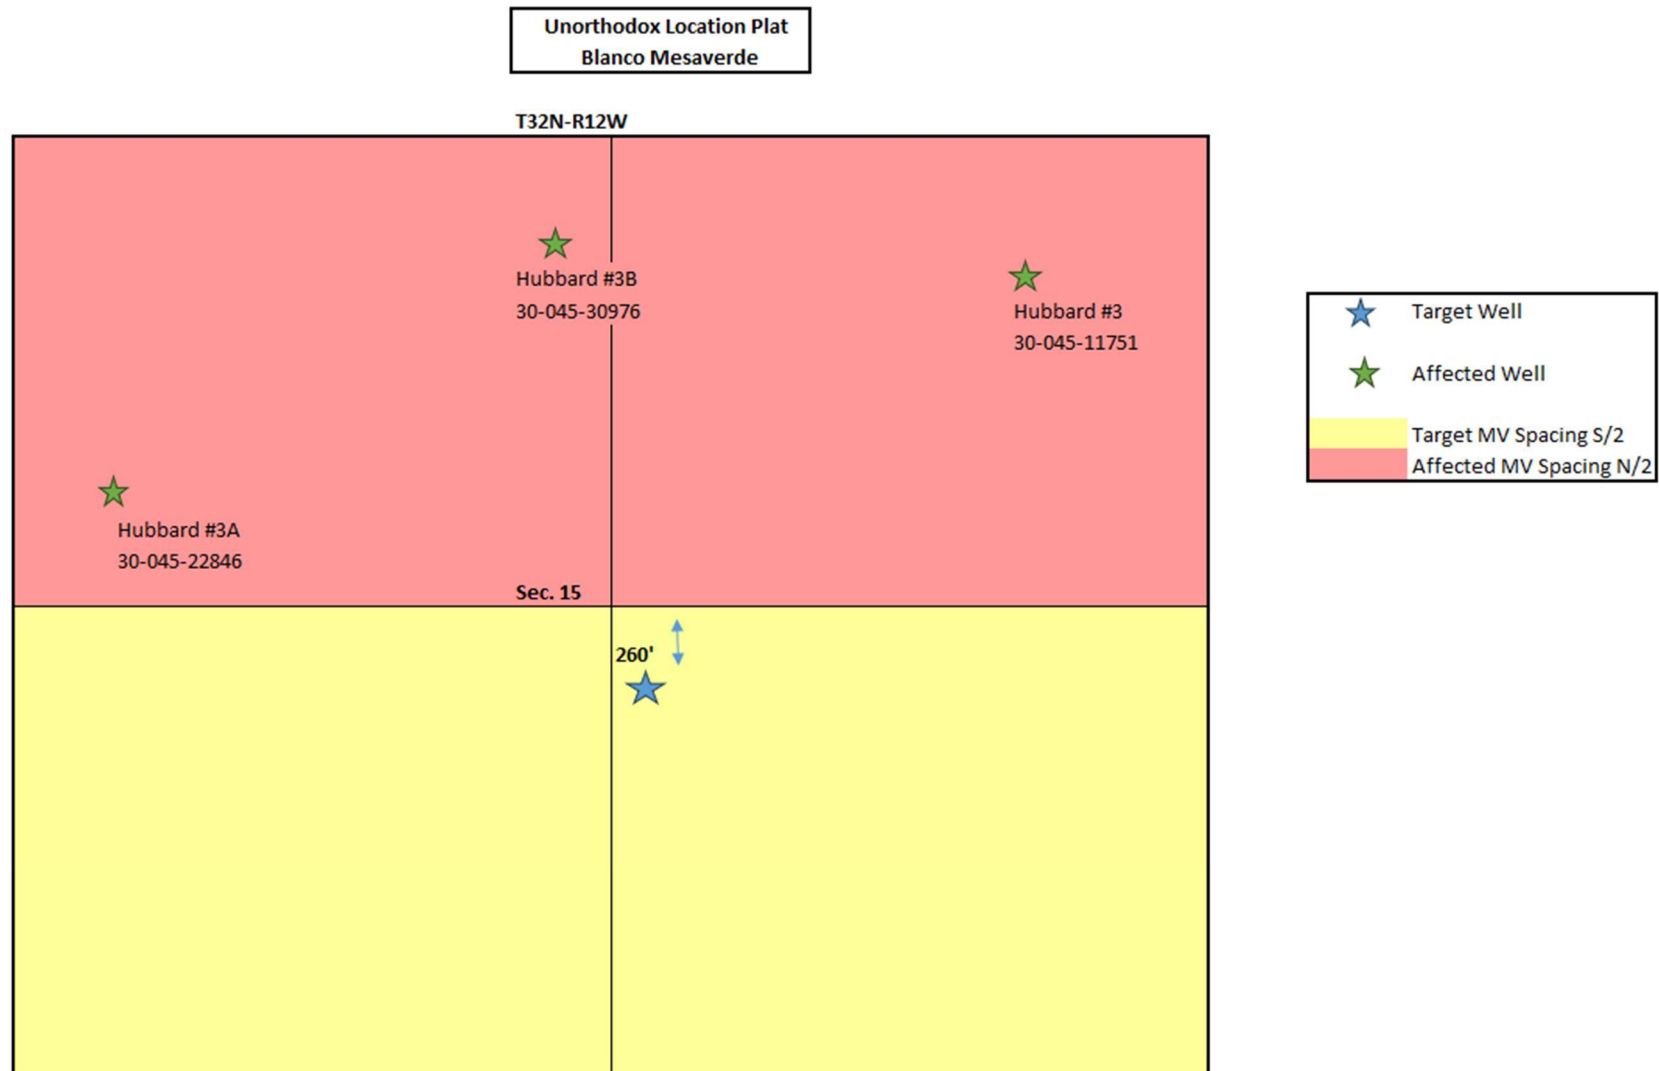 Unorthodox Location Plat
Blanco Mesaverde
T32N-R12W
Hubbard #3B
30-045-30976
Hubbard #3
30-045-11751
Hubbard #3A
30-045-22846
Sec. 15
260'
Target Well
Affected Well
Target MV Spacing S/2
Affected MV Spacing N/2